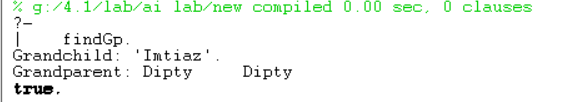 % g:/4.1/lab/ai lab/new compiled 0.00 sec, 0 clauses
?-
|    findGp.
Grandchild: 'Imtiaz'.
Grandparent: Dipty     Dipty
true.